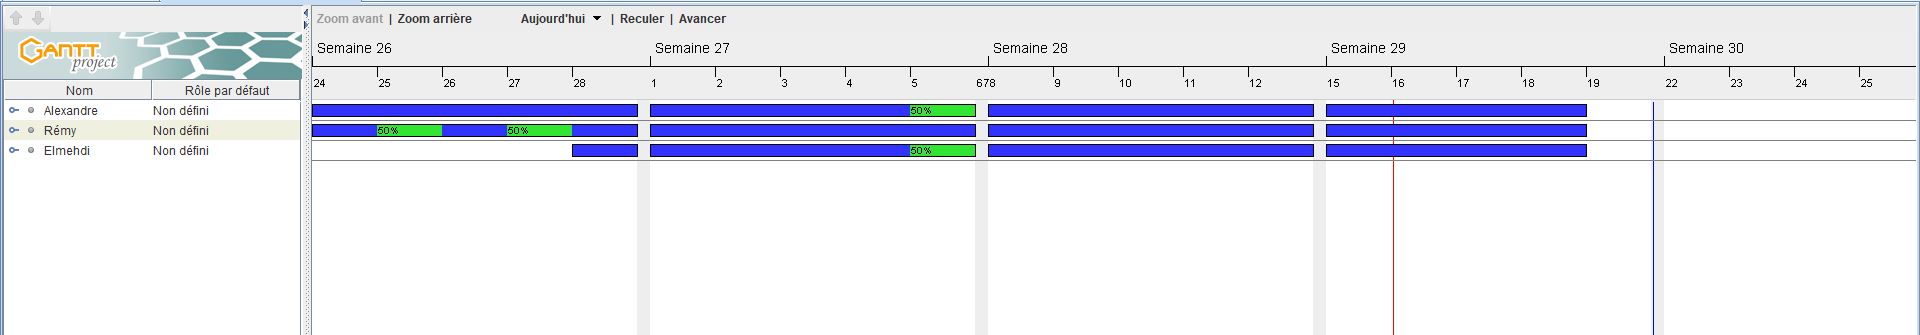 Zoom avant | Zoom arrière Aujourd'hui | Reculer | Avancer
GANTT project
Semaine 26 Semaine 27 Semaine 28 Semaine 29 Semaine 30
24 25 26 27 28 1 2 3 4 5 678 9 10 11 12 15 16 17 18 19 22 23 24 25
Nom Rôle par défaut
Alexandre Non défini 50%
Rémy Non défini 50% 50%
Elmehdi Non défini 50%